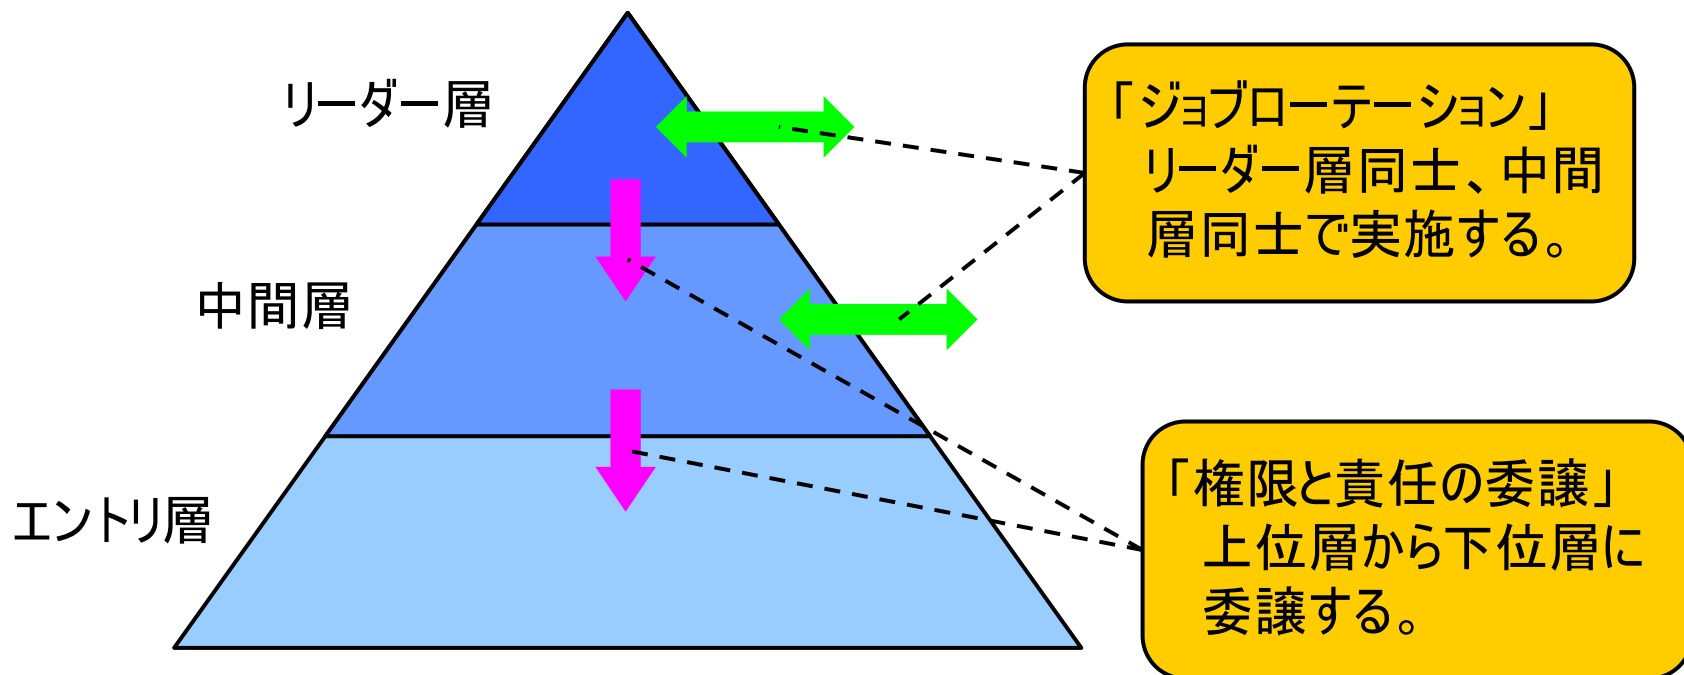 リーダー層
「ジョブローテーション」
リーダー層同士、中間
層同士で実施する。
中間層
エントリ層
「権限と責任の委譲」
上位層から下位層に
委譲する。